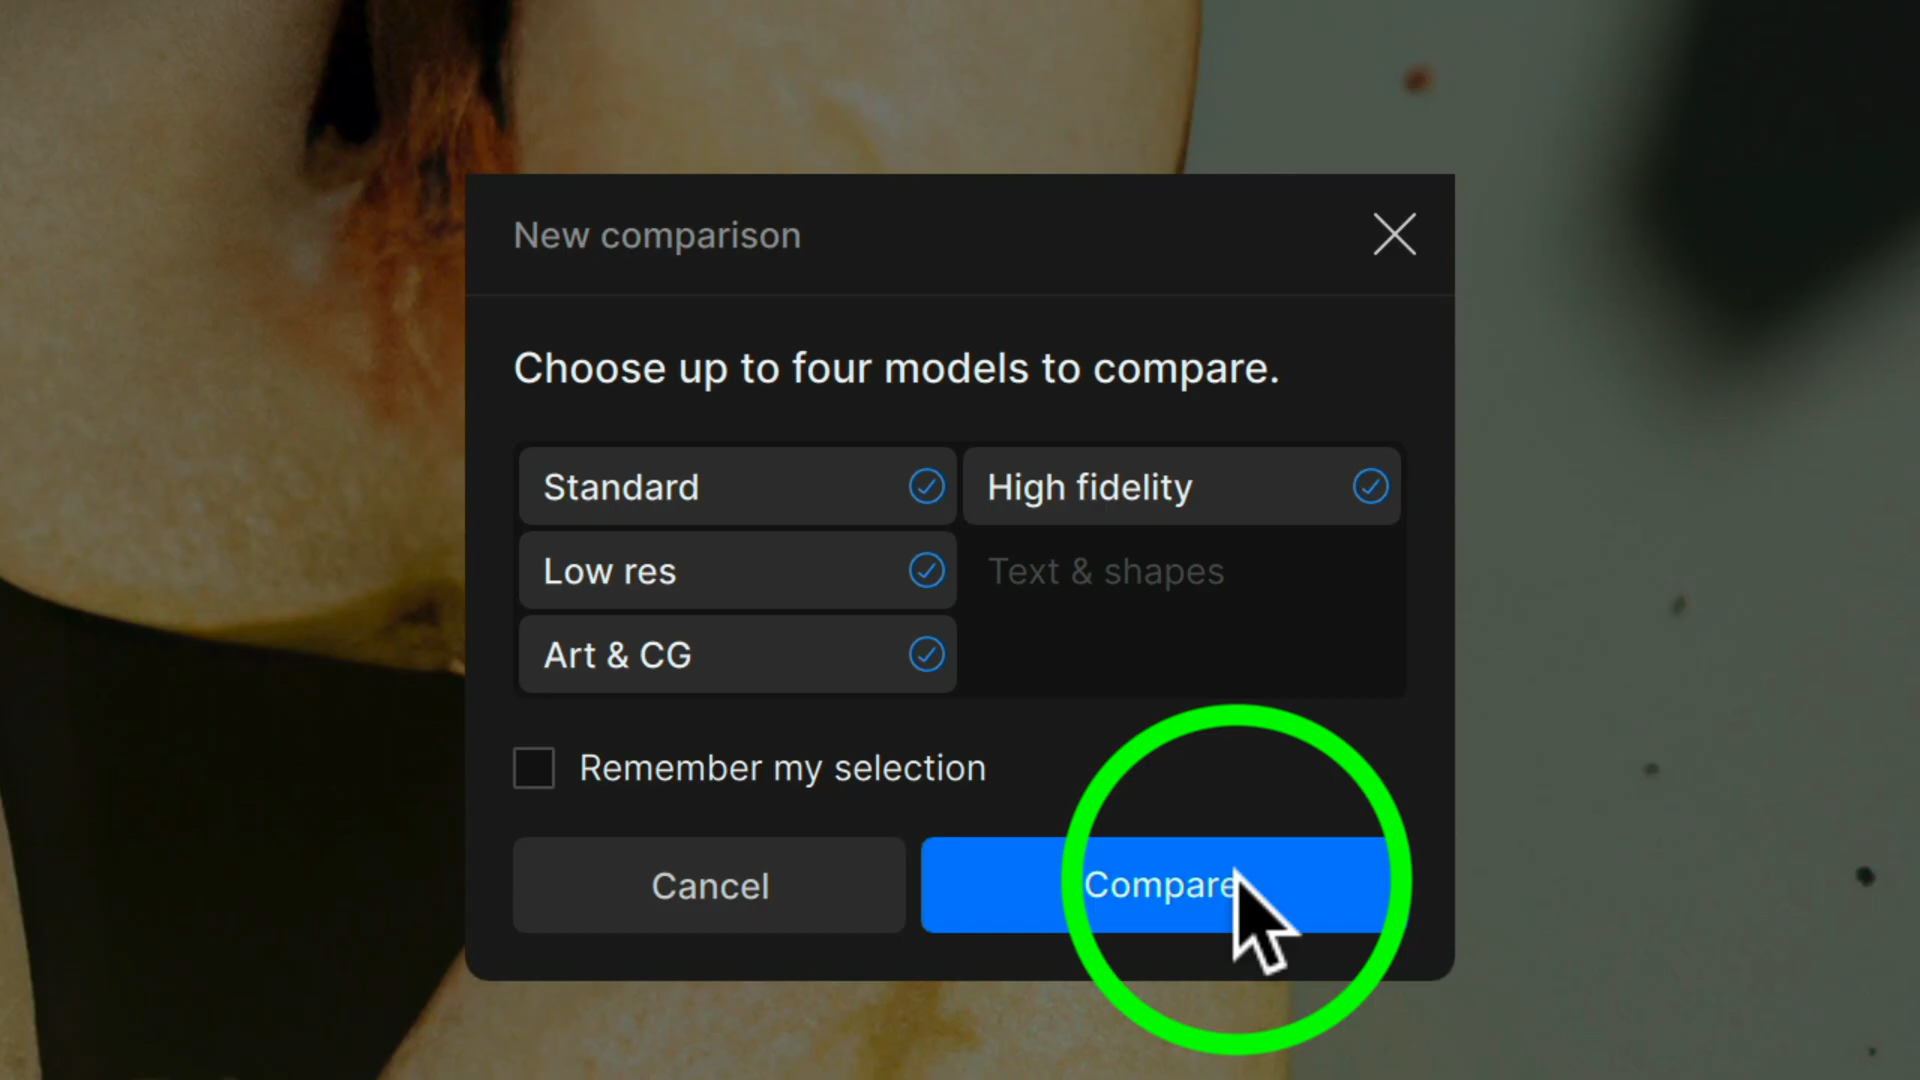 New comparison
Choose up to four models to compare.
Standard
High fidelity
Low res
Text & shapes
Art & CG
Remember my selection
Cancel
Compare